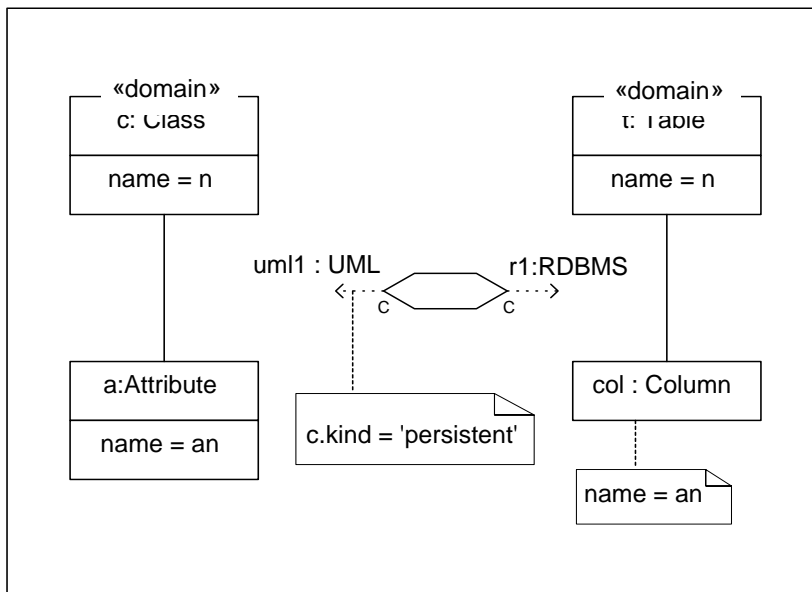 «domain»
c: Class
name = n
«domain»
t: Table
name = n
uml1 : UML
r1:RDBMS
C
C
a:Attribute
name = an
c.kind = 'persistent'
col : Column
name = an